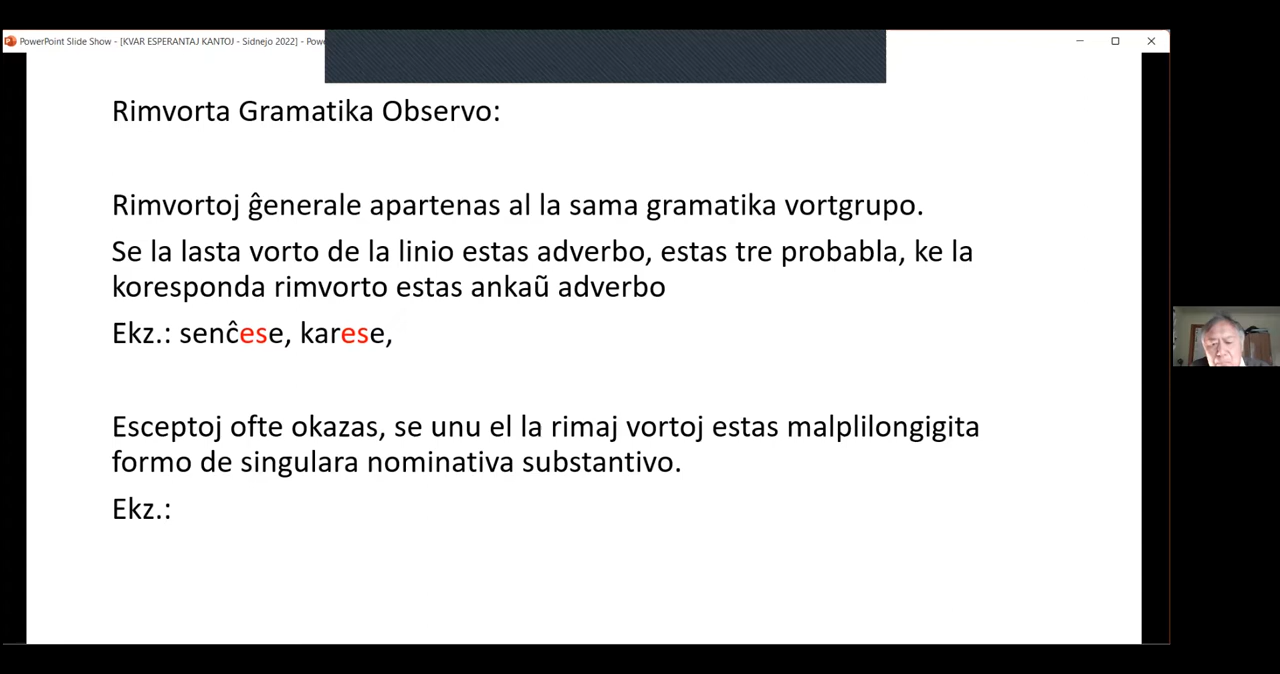 PowerPoint Slide Show - [KVAR ESPERANTAJ KANTOJ - Sidnejo 2022] - Pow
Rimvorta Gramatika Observo:
Rimvortoj ĝenerale apartenas al la sama gramatika vortgrupo.
Se la lasta vorto de la linio estas adverbo, estas tre probabla, ke la
koresponda rimvorto estas ankaũ adverbo
Ekz.: senĉese, karese,
Esceptoj ofte okazas, se unu el la rimaj vortoj estas malplilongigita
formo de singulara nominativa substantivo.
Ekz.: